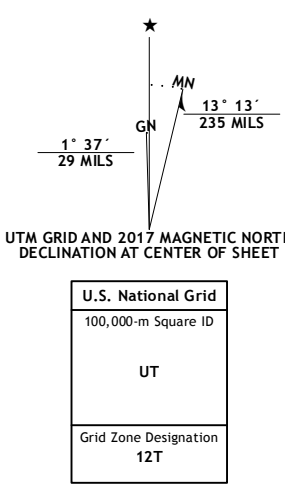 ★
MN
GN
13° 13´
235 MILS
1° 37´
29 MILS
UTM GRID AND 2017 MAGNETIC NORT
DECLINATION AT CENTER OF SHEET
U.S. National Grid
100,000-m Square ID
UT
Grid Zone Designation
12T